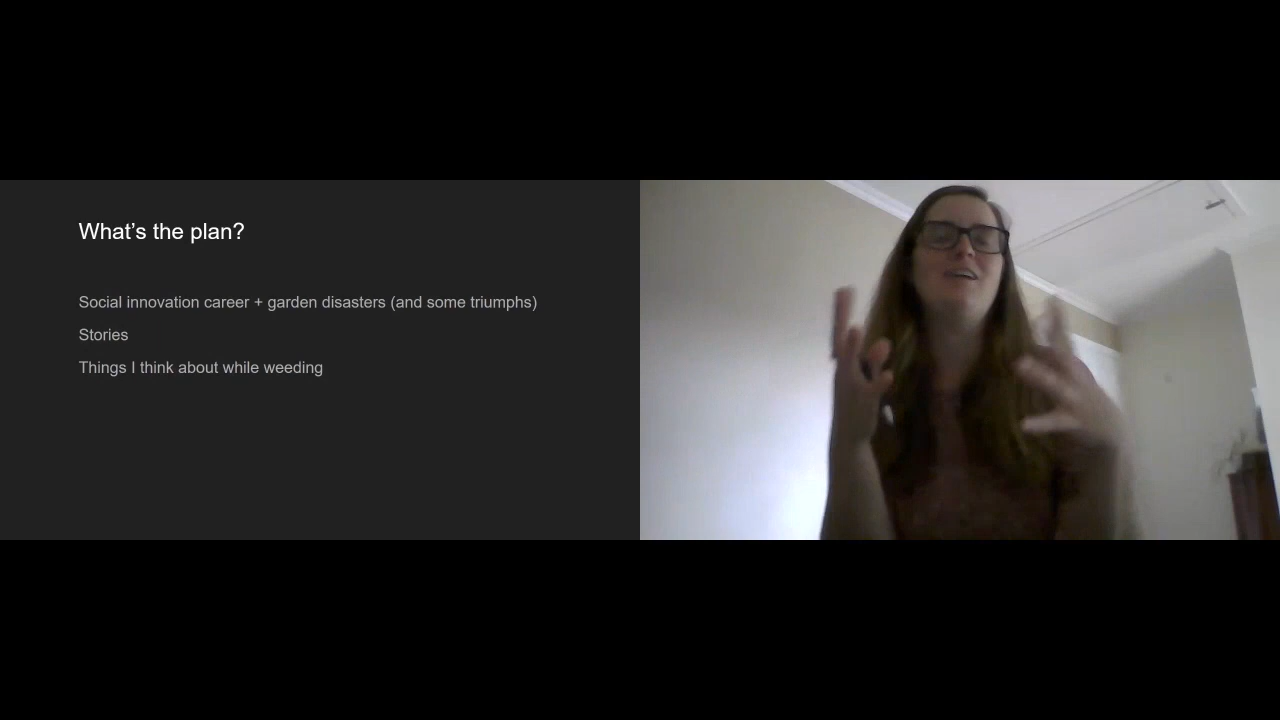 What’s the plan?
Social innovation career + garden disasters (and some triumphs)
Stories
Things I think about while weeding